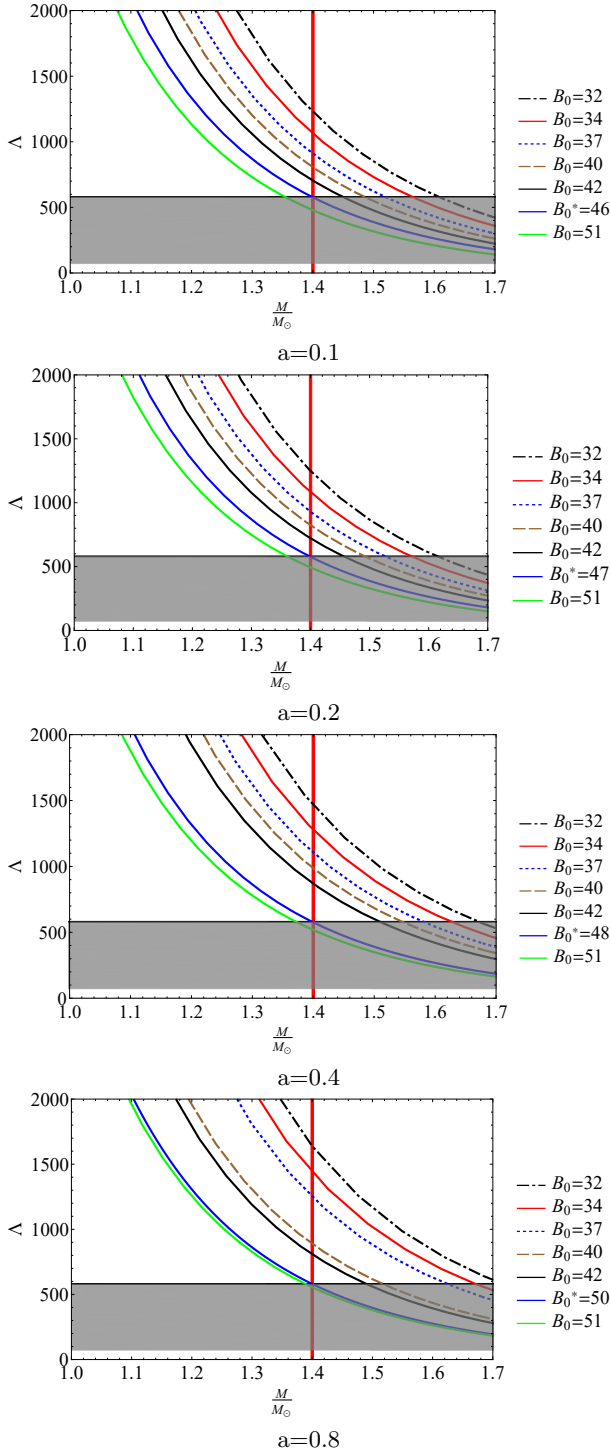 2000
1500
1000
500
0
Λ
1.0 1.1 1.2 1.3 1.4 1.5 1.6 1.7
M/M⊙
B₀=32
B₀=34
B₀=37
B₀=40
B₀=42
B₀*=46
B₀=51
a=0.1
2000
1500
1000
500
0
Λ
1.0 1.1 1.2 1.3 1.4 1.5 1.6 1.7
M/M⊙
B₀=32
B₀=34
B₀=37
B₀=40
B₀=42
B₀*=47
B₀=51
a=0.2
2000
1500
1000
500
0
Λ
1.0 1.1 1.2 1.3 1.4 1.5 1.6 1.7
M/M⊙
B₀=32
B₀=34
B₀=37
B₀=40
B₀=42
B₀*=48
B₀=51
a=0.4
2000
1500
1000
500
0
Λ
1.0 1.1 1.2 1.3 1.4 1.5 1.6 1.7
M/M⊙
B₀=32
B₀=34
B₀=37
B₀=40
B₀=42
B₀*=50
B₀=51
a=0.8